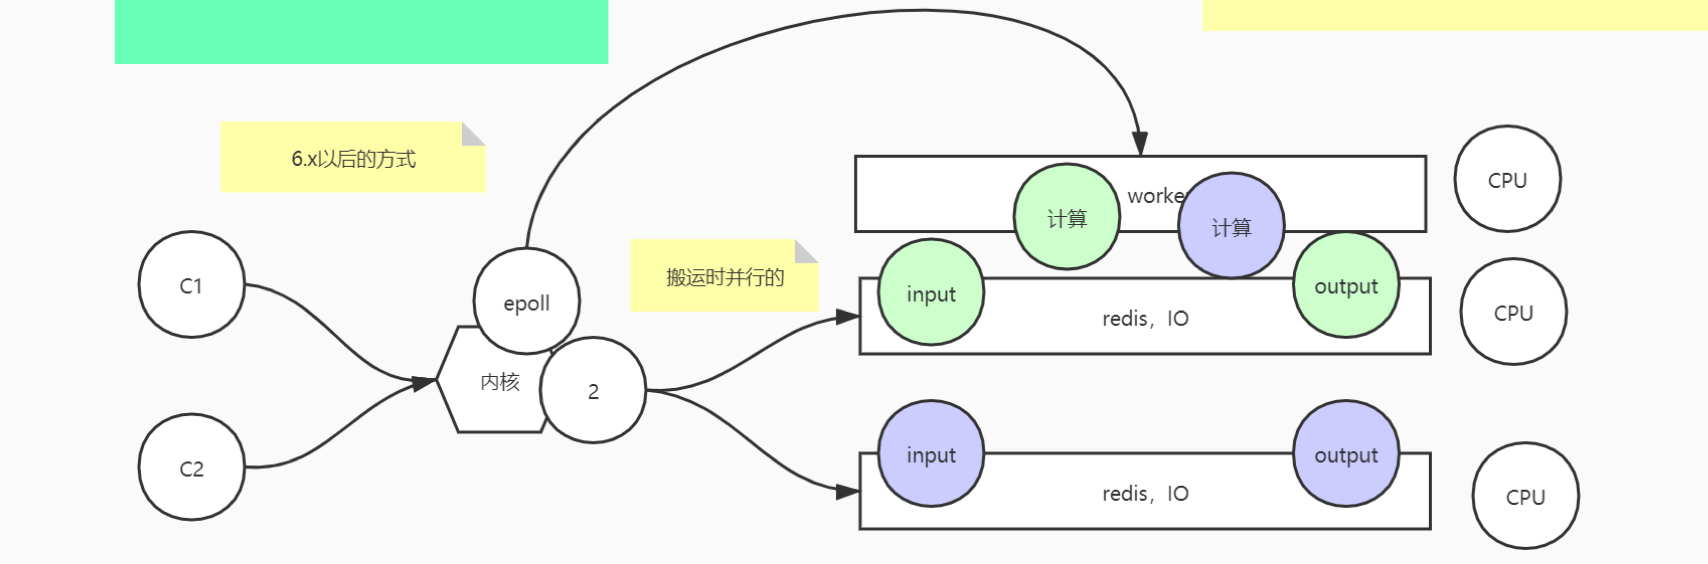 6.x以后的方式
worke
CPU
计算
计算
C1
epoll
搬运时并行的
input
output
redis，IO
CPU
内核
2
C2
input
output
redis，IO
CPU